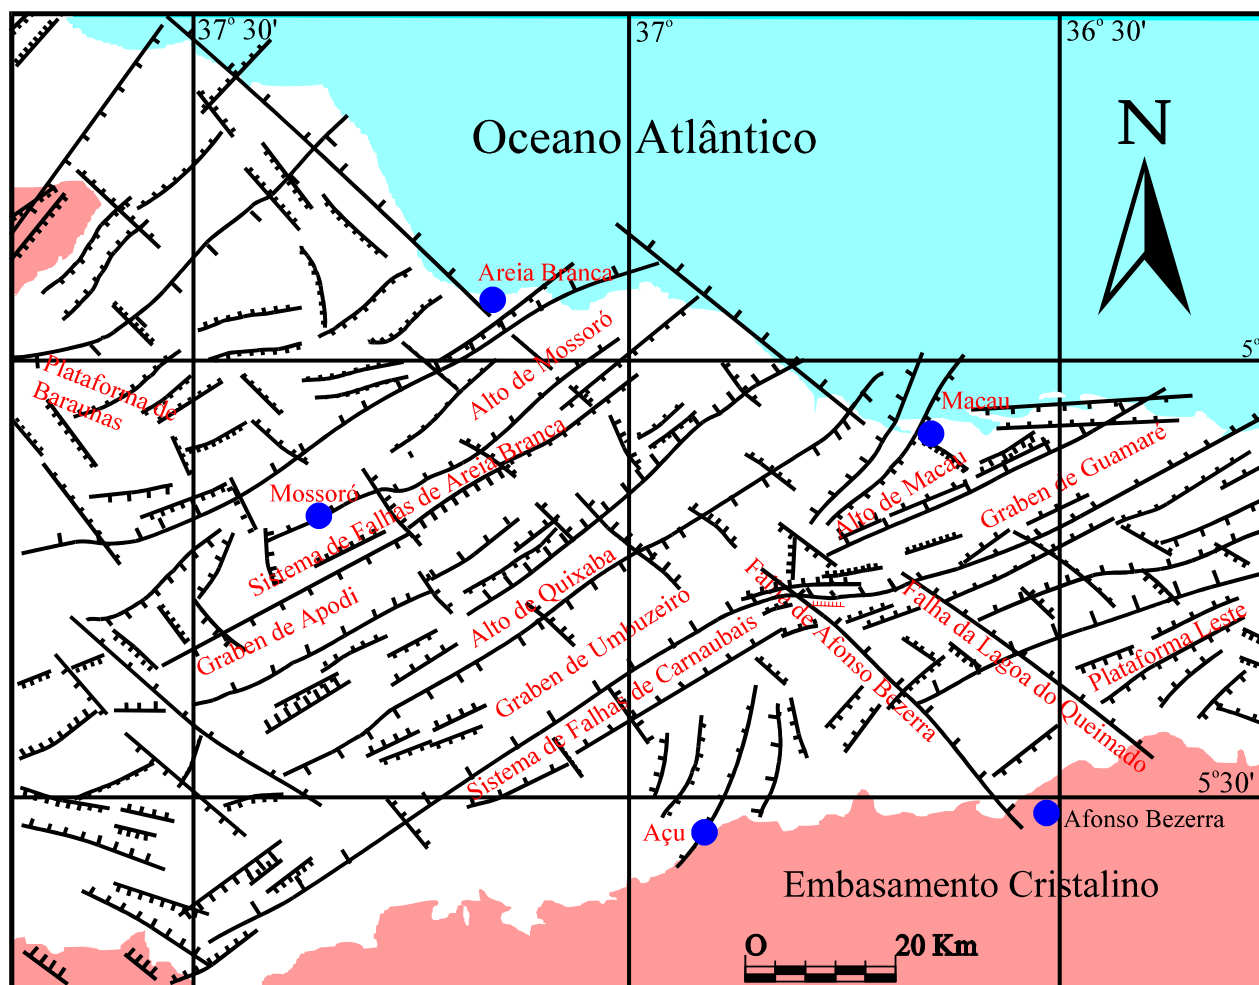 37° 30'
37°
36° 30'
Oceano Atlântico
N
Areia Branca
5°
Alto de Mossoró
Plataforma de
Baraunas
Macau
Sistema de Falhas de Areia Branca
Graben de Guamaré
Alto de Macau
Mossoró
Graben de Apodi
Alto de Quixaba
Graben de Umbuzeiro
Sistema de Falhas de Carnaubais
Falha de Afonso Bezerra
Falha da Lagoa do Queimado
Plataforma Leste
5°30'
Açu
Afonso Bezerra
Embasamento Cristalino
O 20 Km